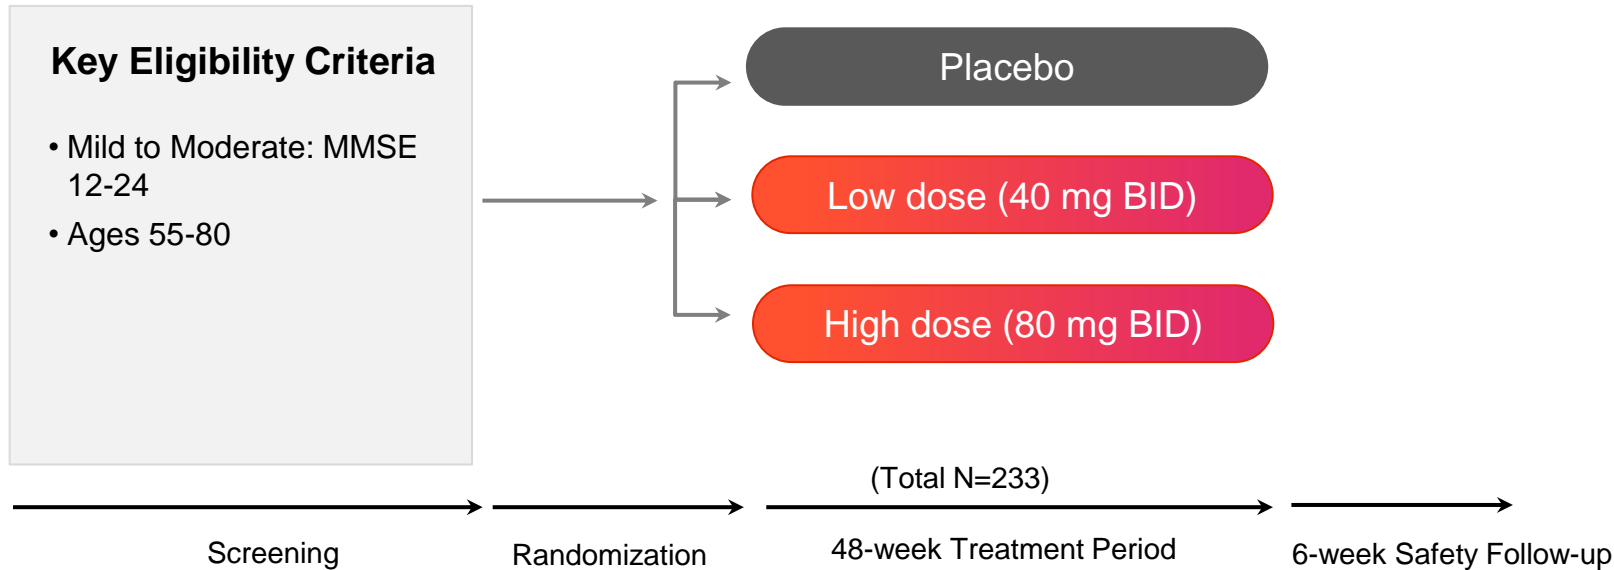 Key Eligibility Criteria
• Mild to Moderate: MMSE
12-24
• Ages 55-80
Placebo
Low dose (40 mg BID)
High dose (80 mg BID)
(Total N=233)
Screening
Randomization
48-week Treatment Period
6-week Safety Follow-up